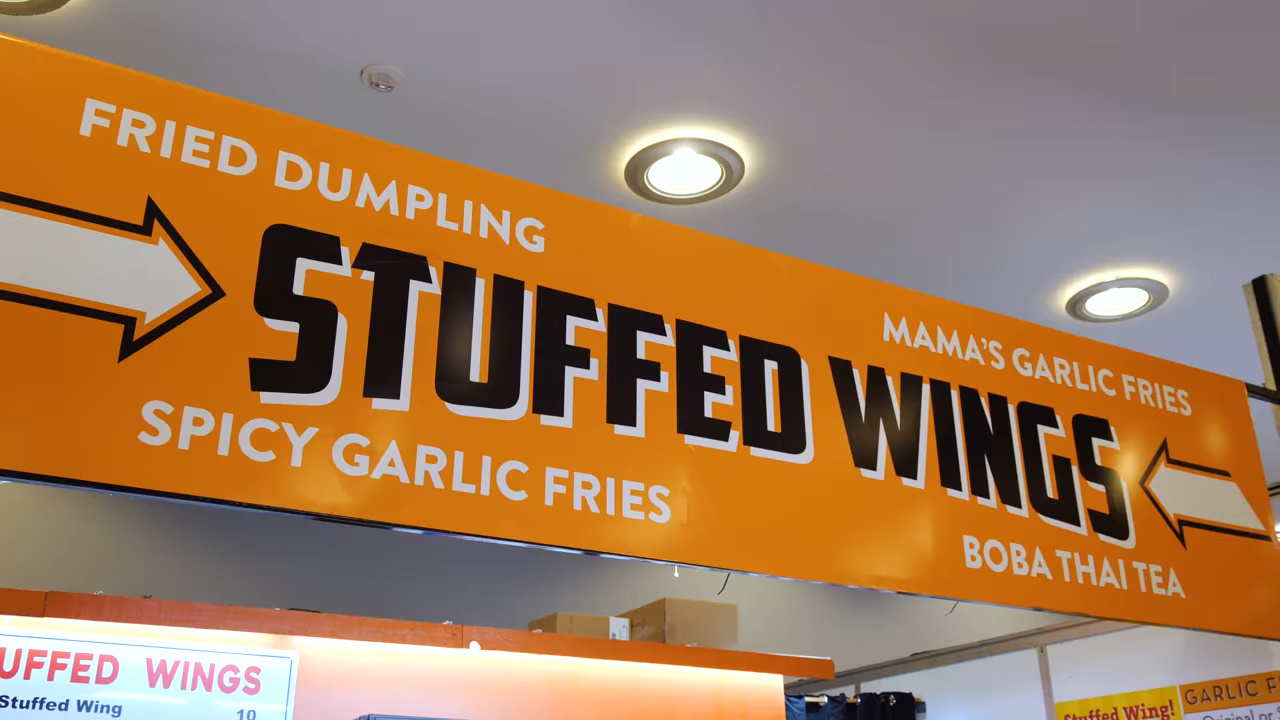 FRIED DUMPLING
STUFFED WINGS
SPICY GARLIC FRIES
MAMA'S GARLIC FRIES
BOBA THAI TEA
UFFED WINGS
Stuffed Wing 10
Stuffed Wing!
GARLIC F